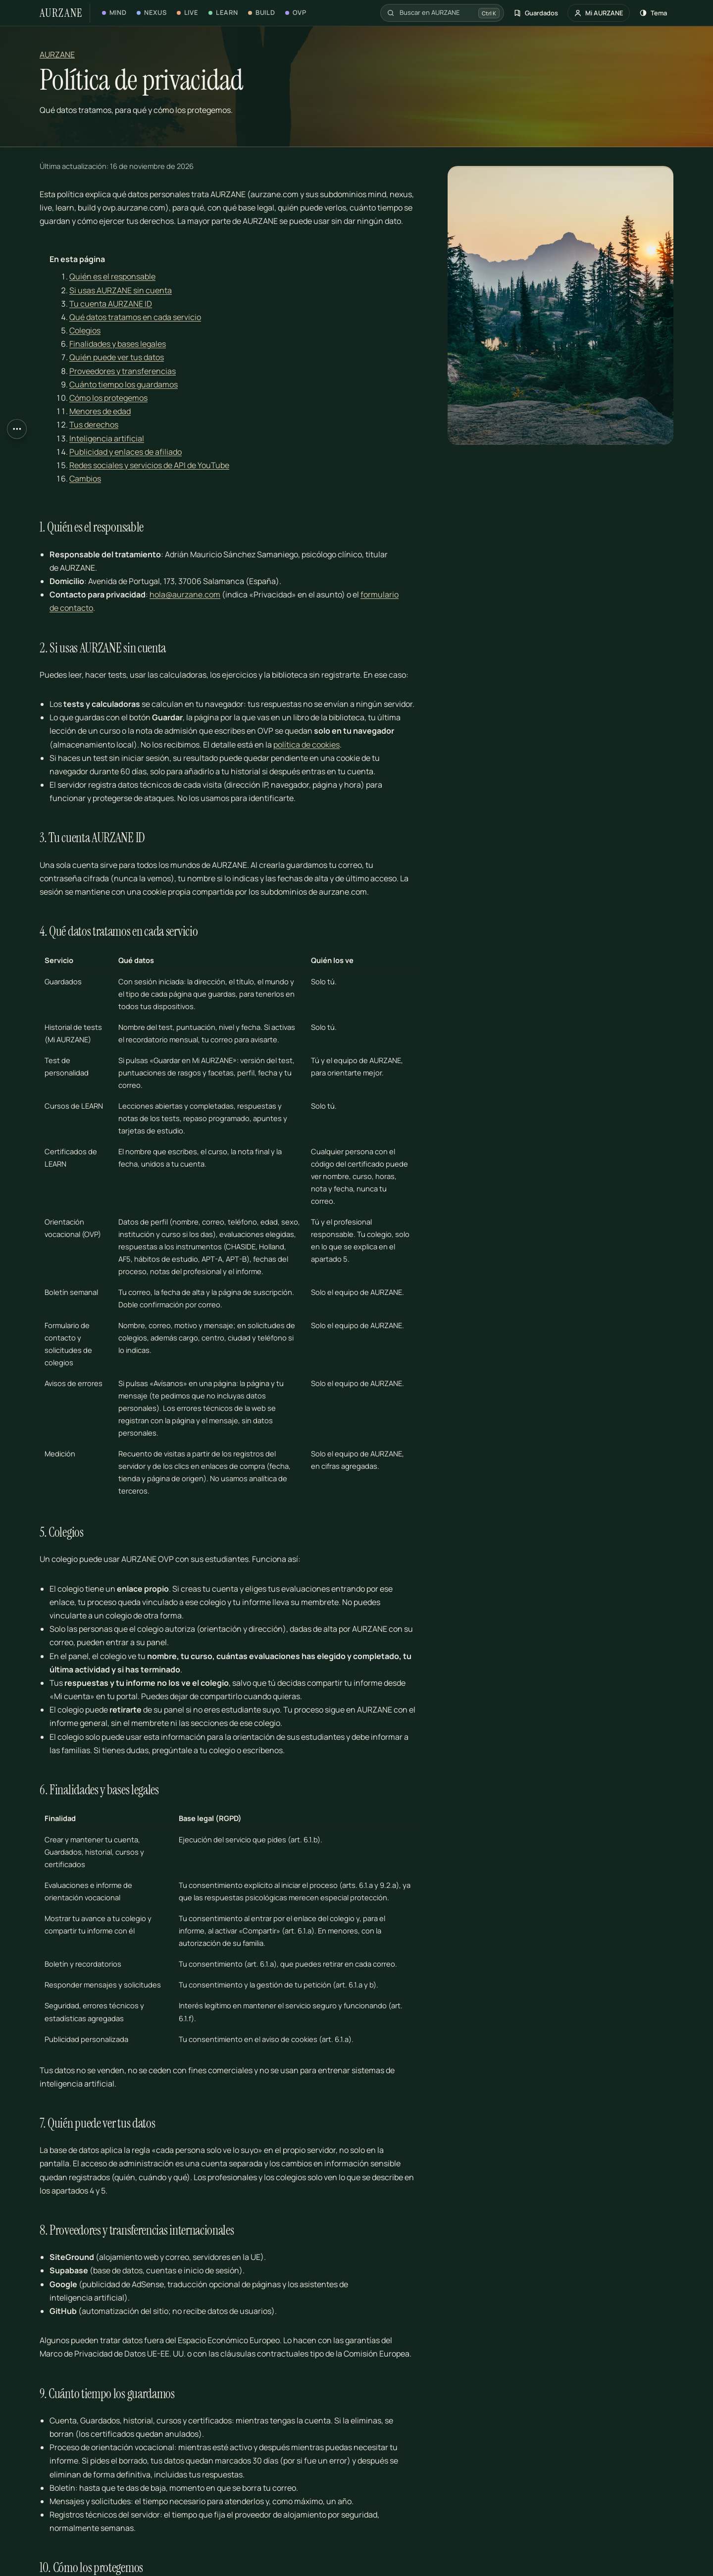 AURZANE
MIND
NEXUS
LIVE
LEARN
BUILD
OVP
Buscar en AURZANE
Ctrl K
Guardados
Mi AURZANE
Tema
AURZANE
Política de privacidad
Qué datos tratamos, para qué y cómo los protegemos.
Última actualización: 16 de noviembre de 2026
Esta política explica qué datos personales trata AURZANE (aurzane.com y sus subdominios mind, nexus,
live, learn, build y ovp.aurzane.com), para qué, con qué base legal, quién puede verlos, cuánto tiempo se
guardan y cómo ejercer tus derechos. La mayor parte de AURZANE se puede usar sin dar ningún dato.
En esta página
1. Quién es el responsable
2. Si usas AURZANE sin cuenta
3. Tu cuenta AURZANE ID
4. Qué datos tratamos en cada servicio
5. Colegios
6. Finalidades y bases legales
7. Quién puede ver tus datos
8. Proveedores y transferencias
9. Cuánto tiempo los guardamos
10. Cómo los protegemos
11. Menores de edad
12. Tus derechos
13. Inteligencia artificial
14. Publicidad y enlaces de afiliado
15. Redes sociales y servicios de API de YouTube
16. Cambios
1. Quién es el responsable
Responsable del tratamiento: Adrián Mauricio Sánchez Samaniego, psicólogo clínico, titular
de AURZANE.
Domicilio: Avenida de Portugal, 173, 37006 Salamanca (España).
Contacto para privacidad: hola@aurzane.com (indica «Privacidad» en el asunto) o el formulario
de contacto.
2. Si usas AURZANE sin cuenta
Puedes leer, hacer tests, usar las calculadoras, los ejercicios y la biblioteca sin registrarte. En ese caso:
Los tests y calculadoras se calculan en tu navegador: tus respuestas no se envían a ningún servidor.
Lo que guardas con el botón Guardar, la página por la que vas en un libro de la biblioteca, tu última
lección de un curso o la nota de admisión que escribes en OVP se quedan solo en tu navegador
(almacenamiento local). No los recibimos. El detalle está en la política de cookies.
Si haces un test sin iniciar sesión, su resultado puede quedar pendiente en una cookie de tu
navegador durante 60 días, solo para añadirlo a tu historial si después entras en tu cuenta.
El servidor registra datos técnicos de cada visita (dirección IP, navegador, página y hora) para
funcionar y protegerse de ataques. No los usamos para identificarte.
3. Tu cuenta AURZANE ID
Una sola cuenta sirve para todos los mundos de AURZANE. Al crearla guardamos tu correo, tu
contraseña cifrada (nunca la vemos), tu nombre si lo indicas y las fechas de alta y de último acceso. La
sesión se mantiene con una cookie propia compartida por los subdominios de aurzane.com.
4. Qué datos tratamos en cada servicio
Servicio
Qué datos
Quién los ve
Guardados
Con sesión iniciada: la dirección, el título, el mundo y
el tipo de cada página que guardas, para tenerlos en
todos tus dispositivos.
Solo tú.
Historial de tests
(Mi AURZANE)
Nombre del test, puntuación, nivel y fecha. Si activas
el recordatorio mensual, tu correo para avisarte.
Solo tú.
Test de
personalidad
Si pulsas «Guardar en Mi AURZANE»: versión del test,
puntuaciones de rasgos y facetas, perfil, fecha y tu
correo.
Tú y el equipo de AURZANE,
para orientarte mejor.
Cursos de LEARN
Lecciones abiertas y completadas, respuestas y
notas de los tests, repaso programado, apuntes y
tarjetas de estudio.
Solo tú.
Certificados de
LEARN
El nombre que escribes, el curso, la nota final y la
fecha, unidos a tu cuenta.
Cualquier persona con el
código del certificado puede
ver nombre, curso, horas,
nota y fecha, nunca tu
correo.
Orientación
vocacional (OVP)
Datos de perfil (nombre, correo, teléfono, edad, sexo,
institución y curso si los das), evaluaciones elegidas,
respuestas a los instrumentos (CHASIDE, Holland,
AF5, hábitos de estudio, APT-A, APT-B), fechas del
proceso, notas del profesional y el informe.
Tú y el profesional
responsable. Tu colegio, solo
en lo que se explica en el
apartado 5.
Boletín semanal
Tu correo, la fecha de alta y la página de suscripción.
Doble confirmación por correo.
Solo el equipo de AURZANE.
Formulario de
contacto y
solicitudes de
colegios
Nombre, correo, motivo y mensaje; en solicitudes de
colegios, además cargo, centro, ciudad y teléfono si
lo indicas.
Solo el equipo de AURZANE.
Avisos de errores
Si pulsas «Avísanos» en una página: la página y tu
mensaje (te pedimos que no incluyas datos
personales). Los errores técnicos de la web se
registran con la página y el mensaje, sin datos
personales.
Solo el equipo de AURZANE.
Medición
Recuento de visitas a partir de los registros del
servidor y de los clics en enlaces de compra (fecha,
tienda y página de origen). No usamos analítica de
terceros.
Solo el equipo de AURZANE,
en cifras agregadas.
5. Colegios
Un colegio puede usar AURZANE OVP con sus estudiantes. Funciona así:
El colegio tiene un enlace propio. Si creas tu cuenta y eliges tus evaluaciones entrando por ese
enlace, tu proceso queda vinculado a ese colegio y tu informe lleva su membrete. No puedes
vincularte a un colegio de otra forma.
Solo las personas que el colegio autoriza (orientación y dirección), dadas de alta por AURZANE con su
correo, pueden entrar a su panel.
En el panel, el colegio ve tu nombre, tu curso, cuántas evaluaciones has elegido y completado, tu
última actividad y si has terminado.
Tus respuestas y tu informe no los ve el colegio, salvo que tú decidas compartir tu informe desde
«Mi cuenta» en tu portal. Puedes dejar de compartirlo cuando quieras.
El colegio puede retirarte de su panel si no eres estudiante suyo. Tu proceso sigue en AURZANE con el
informe general, sin el membrete ni las secciones de ese colegio.
El colegio solo puede usar esta información para la orientación de sus estudiantes y debe informar a
las familias. Si tienes dudas, pregúntale a tu colegio o escríbenos.
6. Finalidades y bases legales
Finalidad
Base legal (RGPD)
Crear y mantener tu cuenta,
Guardados, historial, cursos y
certificados
Ejecución del servicio que pides (art. 6.1.b).
Evaluaciones e informe de
orientación vocacional
Tu consentimiento explícito al iniciar el proceso (arts. 6.1.a y 9.2.a), ya
que las respuestas psicológicas merecen especial protección.
Mostrar tu avance a tu colegio y
compartir tu informe con él
Tu consentimiento al entrar por el enlace del colegio y, para el
informe, al activar «Compartir» (art. 6.1.a). En menores, con la
autorización de su familia.
Boletín y recordatorios
Tu consentimiento (art. 6.1.a), que puedes retirar en cada correo.
Responder mensajes y solicitudes
Tu consentimiento y la gestión de tu petición (art. 6.1.a y b).
Seguridad, errores técnicos y
estadísticas agregadas
Interés legítimo en mantener el servicio seguro y funcionando (art.
6.1.f).
Publicidad personalizada
Tu consentimiento en el aviso de cookies (art. 6.1.a).
Tus datos no se venden, no se ceden con fines comerciales y no se usan para entrenar sistemas de
inteligencia artificial.
7. Quién puede ver tus datos
La base de datos aplica la regla «cada persona solo ve lo suyo» en el propio servidor, no solo en la
pantalla. El acceso de administración es una cuenta separada y los cambios en información sensible
quedan registrados (quién, cuándo y qué). Los profesionales y los colegios solo ven lo que se describe en
los apartados 4 y 5.
8. Proveedores y transferencias internacionales
SiteGround (alojamiento web y correo, servidores en la UE).
Supabase (base de datos, cuentas e inicio de sesión).
Google (publicidad de AdSense, traducción opcional de páginas y los asistentes de
inteligencia artificial).
GitHub (automatización del sitio; no recibe datos de usuarios).
Algunos pueden tratar datos fuera del Espacio Económico Europeo. Lo hacen con las garantías del
Marco de Privacidad de Datos UE-EE. UU. o con las cláusulas contractuales tipo de la Comisión Europea.
9. Cuánto tiempo los guardamos
Cuenta, Guardados, historial, cursos y certificados: mientras tengas la cuenta. Si la eliminas, se
borran (los certificados quedan anulados).
Proceso de orientación vocacional: mientras esté activo y después mientras puedas necesitar tu
informe. Si pides el borrado, tus datos quedan marcados 30 días (por si fue un error) y después se
eliminan de forma definitiva, incluidas tus respuestas.
Boletín: hasta que te das de baja, momento en que se borra tu correo.
Mensajes y solicitudes: el tiempo necesario para atenderlos y, como máximo, un año.
Registros técnicos del servidor: el tiempo que fija el proveedor de alojamiento por seguridad,
normalmente semanas.
10. Cómo los protegemos